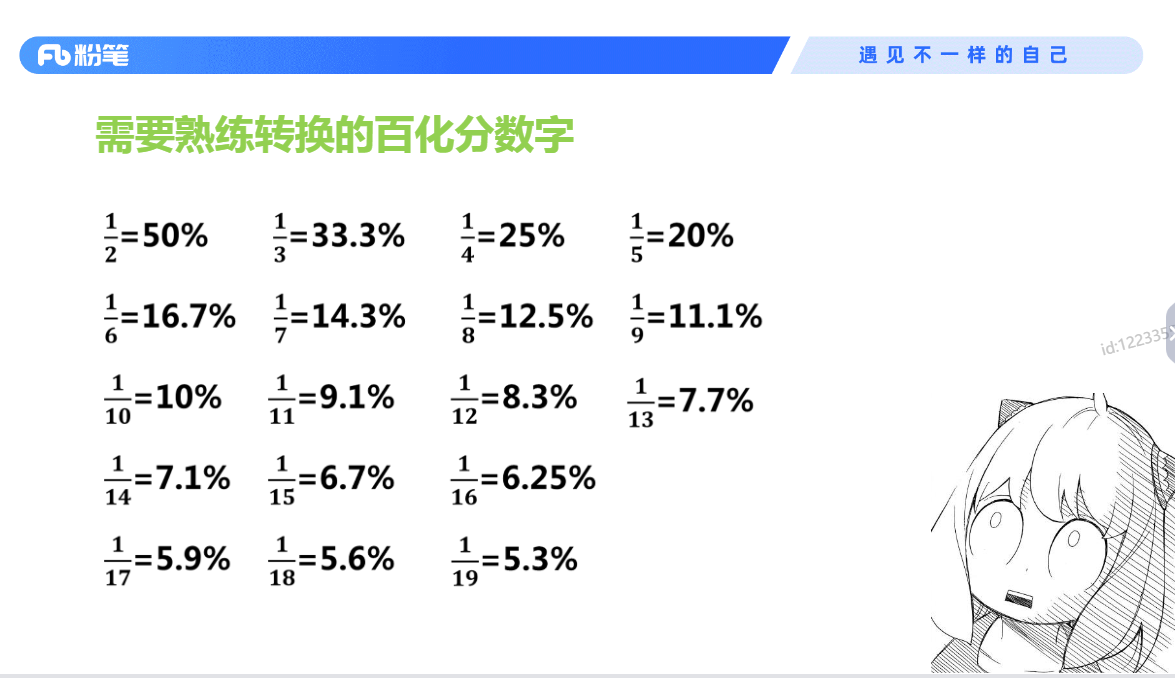 粉笔
遇见不一样的自己
需要熟练转换的百化分数字
1/2=50% 1/3=33.3% 1/4=25% 1/5=20%
1/6=16.7% 1/7=14.3% 1/8=12.5% 1/9=11.1%
id:122335
1/10=10% 1/11=9.1% 1/12=8.3% 1/13=7.7%
1/14=7.1% 1/15=6.7% 1/16=6.25%
1/17=5.9% 1/18=5.6% 1/19=5.3%